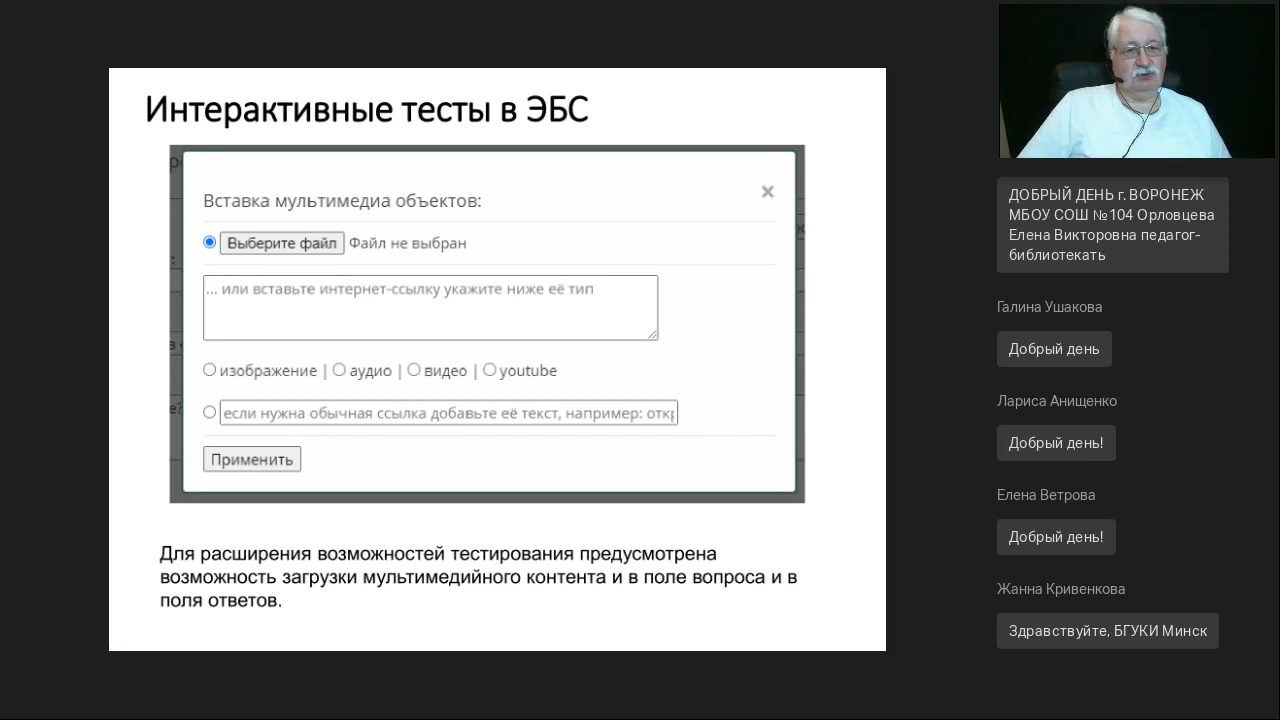 Интерактивные тесты в ЭБС
Вставка мультимедиа объектов:
Выберите файл Файл не выбран
... или вставьте интернет-ссылку укажите ниже её тип
изображение | аудио | видео | youtube
если нужна обычная ссылка добавьте её текст, например: откр
Применить
Для расширения возможностей тестирования предусмотрена
возможность загрузки мультимедийного контента и в поле вопроса и в
поля ответов.
ДОБРЫЙ ДЕНЬ г. ВОРОНЕЖ
МБОУ СОШ №104 Орловцева
Елена Викторовна педагог-
библиотекать
Галина Ушакова
Добрый день
Лариса Анищенко
Добрый день!
Елена Ветрова
Добрый день!
Жанна Кривенкова
Здравствуйте, БГУКИ Минск